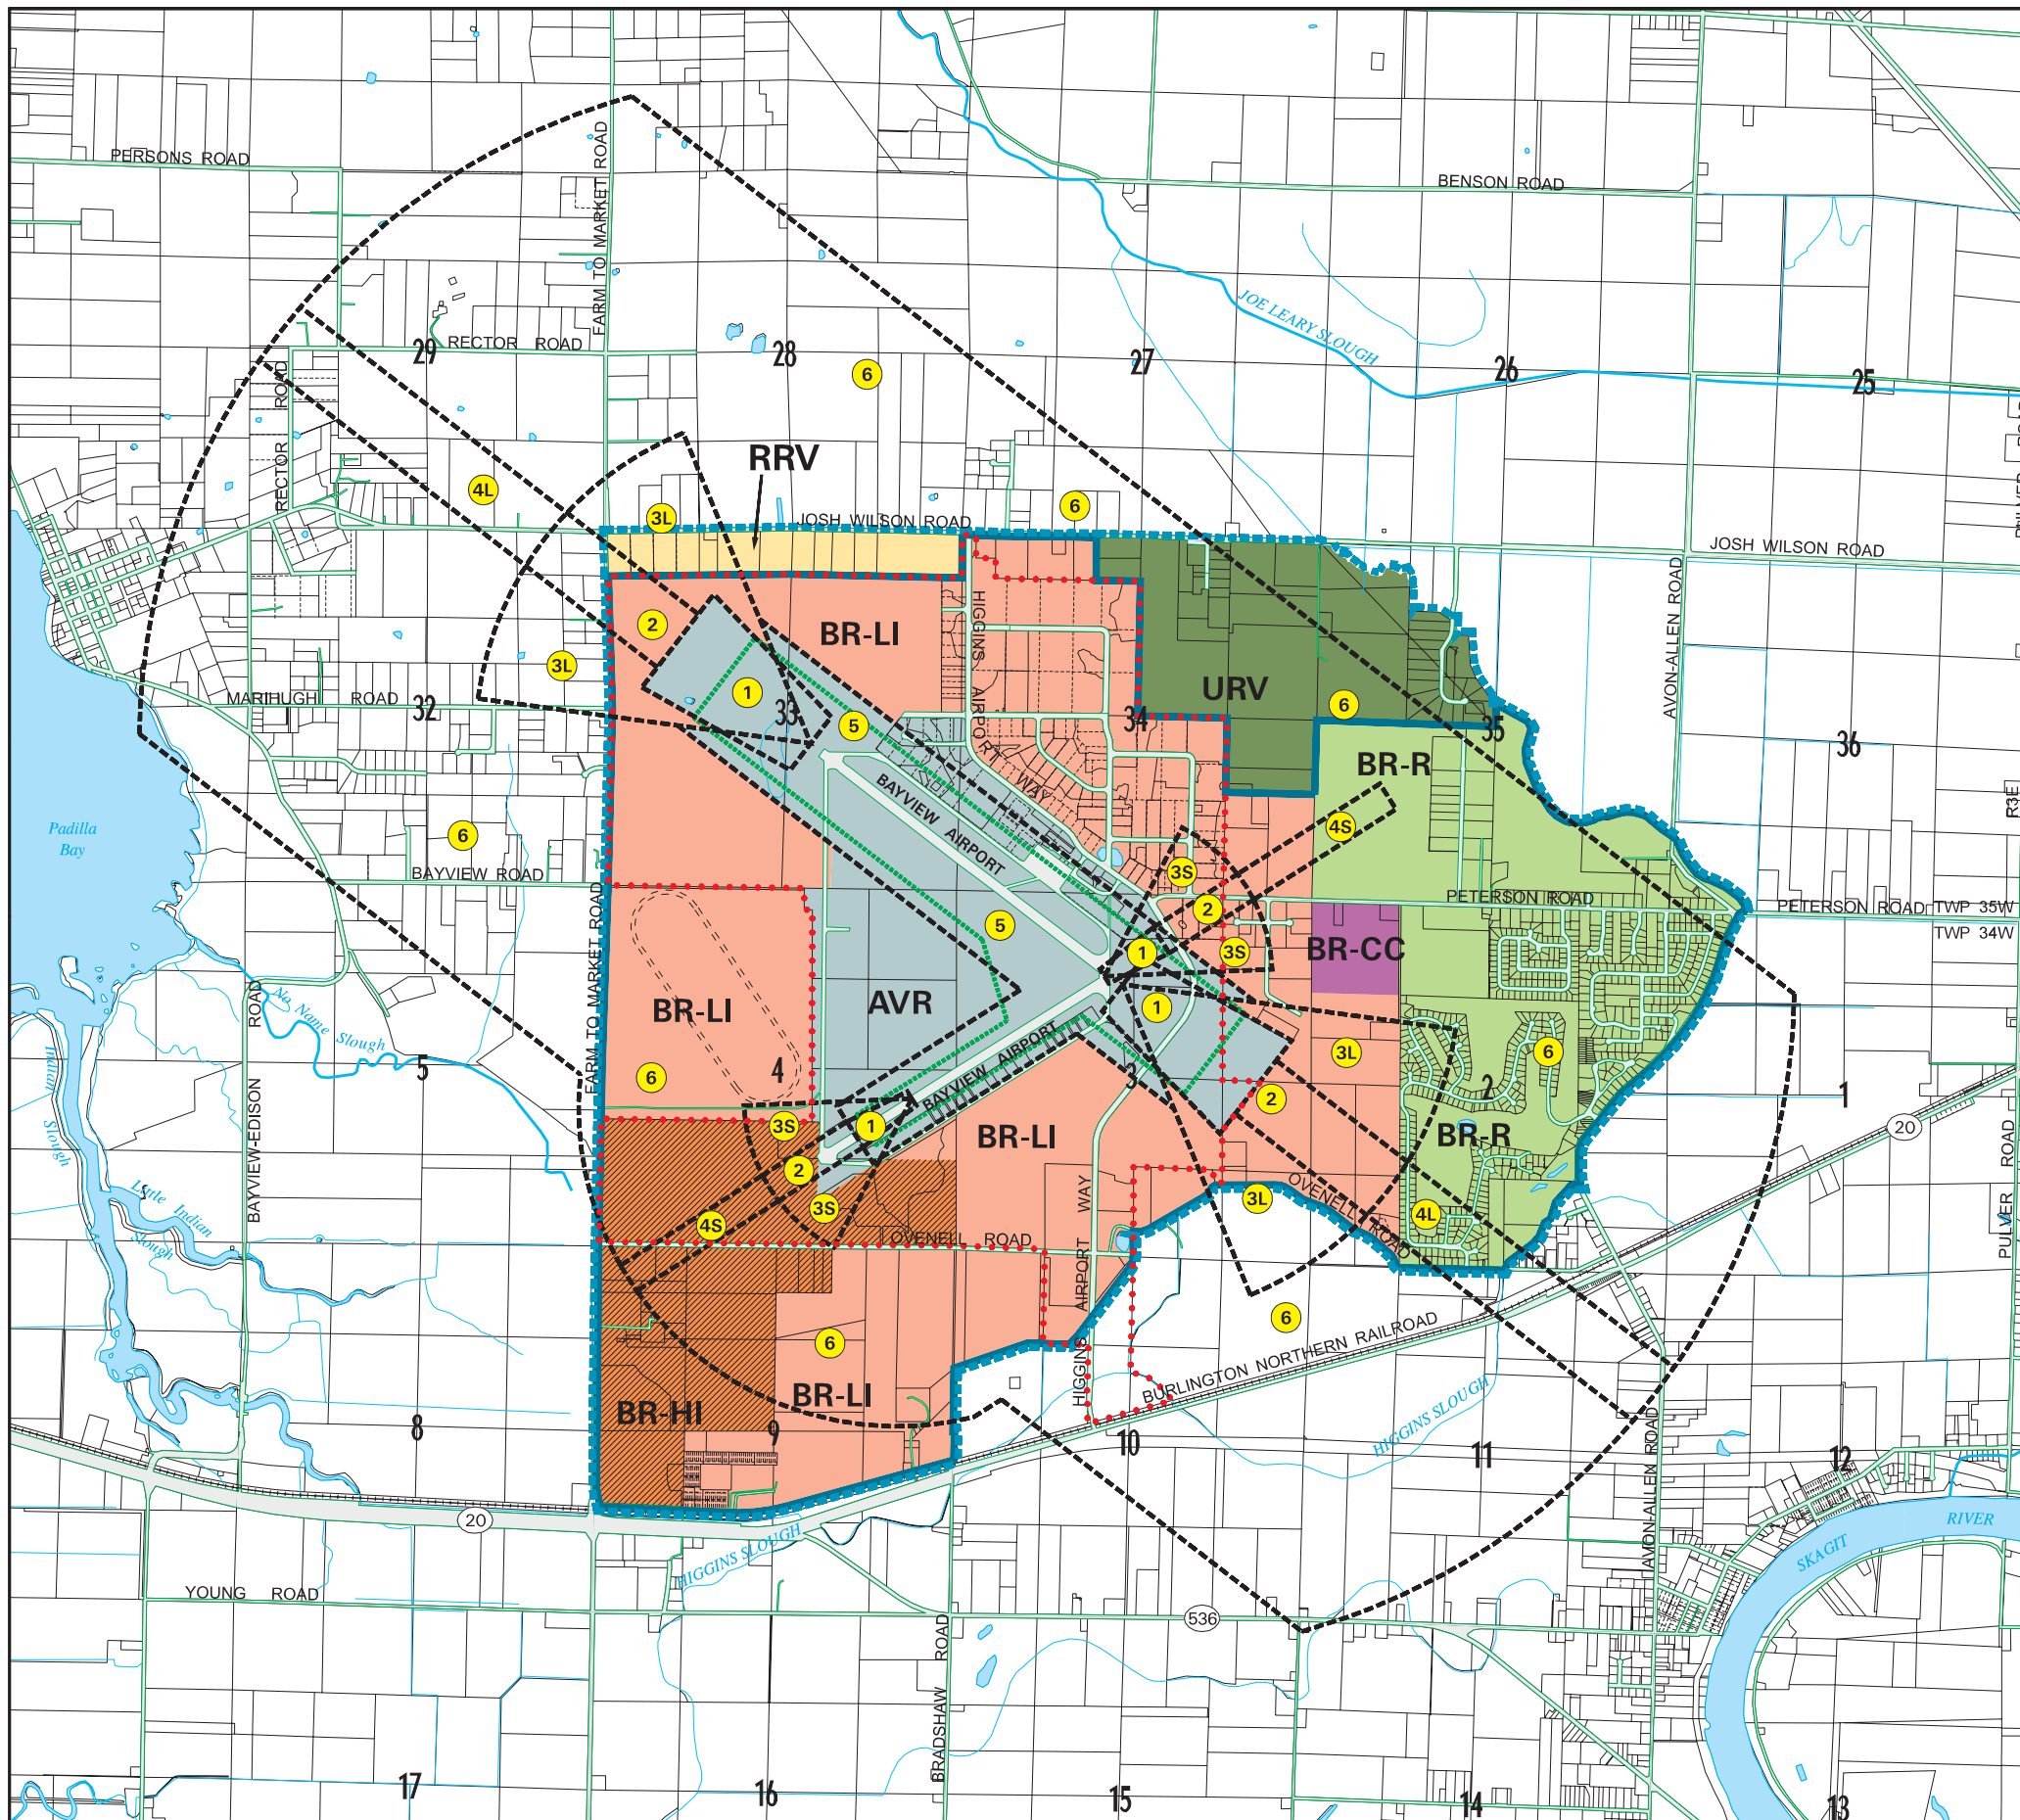 PERSONS ROAD
FARM TO MARKET ROAD
BENSON ROAD
JOE LEARY SLOUGH
29
RECTOR ROAD
28
27
26
25
6
RECTOR ROAD
RRV
4L
3L
6
JOSH WILSON ROAD
JOSH WILSON ROAD
AVON-ALLEN ROAD
2
BR-LI
HIGGINS AIRPORT WAY
3L
1
URV
6
MARIHUGH ROAD
32
33
5
34
35
36
BR-R
R3E
BAYVIEW AIRPORT
4S
Padilla
Bay
6
BAYVIEW ROAD
3S
FARM TO MARKET ROAD
PETERSON ROAD
PETERSON ROAD
TWP 35W
TWP 34W
2
5
1
3S
BR-CC
BR-LI
AVR
1
No Name Slough
BAYVIEW-EDISON ROAD
Indian Slough
5
6
4
BAYVIEW AIRPORT
3
3L
6
2
1
2
3S
1
BR-LI
BR-R
20
2
Little Indian Slough
3S
4S
3L
4L
OVENELL ROAD
OVENELL ROAD
PULVER ROAD
HIGGINS AIRPORT WAY
6
6
BURLINGTON NORTHERN RAILROAD
BR-LI
BR-HI
8
9
10
HIGGINS SLOUGH
11
12
AVON-ALLEN ROAD
20
HIGGINS SLOUGH
SKAGIT RIVER
YOUNG ROAD
536
BRADSHAW ROAD
17
16
15
14
13